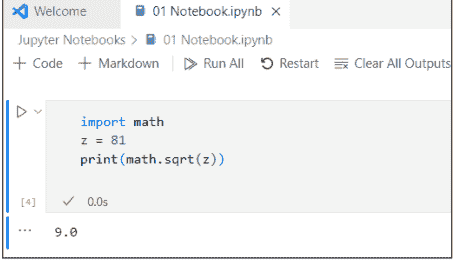 Welcome 01 Notebook.ipynb
Jupyter Notebooks > 01 Notebook.ipynb
+ Code + Markdown Run All Restart Clear All Outputs
import math
z = 81
print(math.sqrt(z))
[4] 0.0s
9.0